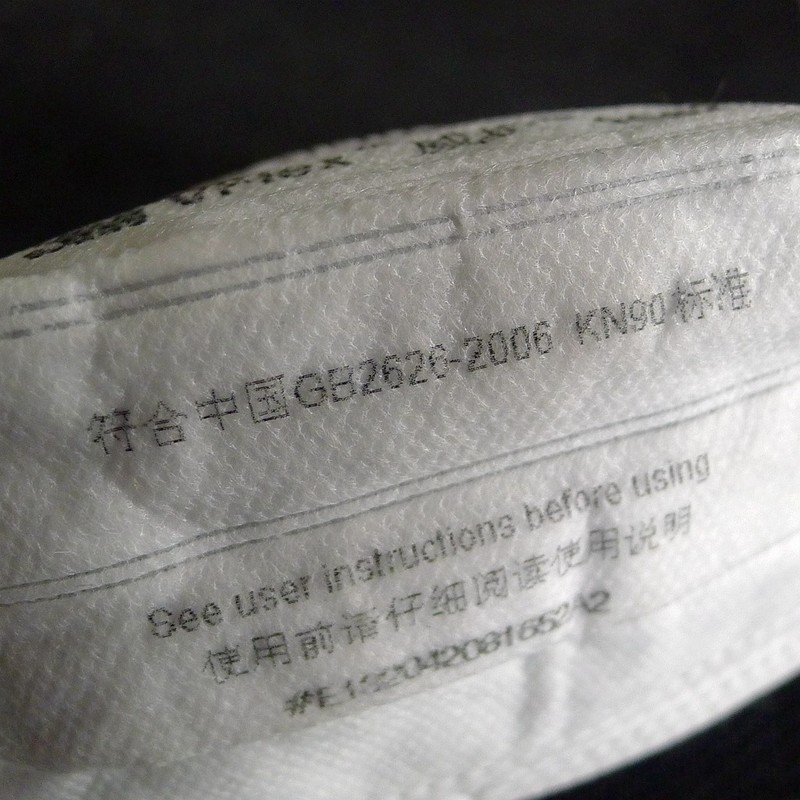 符合中国GB2626-2006 KN90标准
See user instructions before using
使用前请仔细阅读使用说明